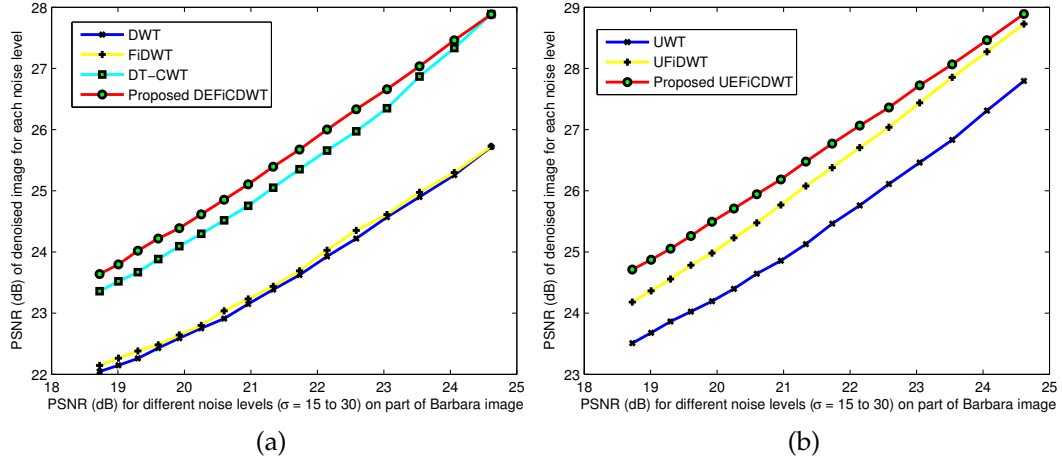 28
27
26
25
24
23
22
18 19 20 21 22 23 24 25
PSNR (dB) of denoised image for each noise level
PSNR (dB) for different noise levels (σ = 15 to 30) on part of Barbara image
DWT
FiDWT
DT−CWT
Proposed DEFiCDWT
(a)
29
28
27
26
25
24
23
18 19 20 21 22 23 24 25
PSNR (dB) of denoised image for each noise level
PSNR (dB) for different noise levels (σ = 15 to 30) on part of Barbara image
UWT
UFiDWT
Proposed UEFiCDWT
(b)